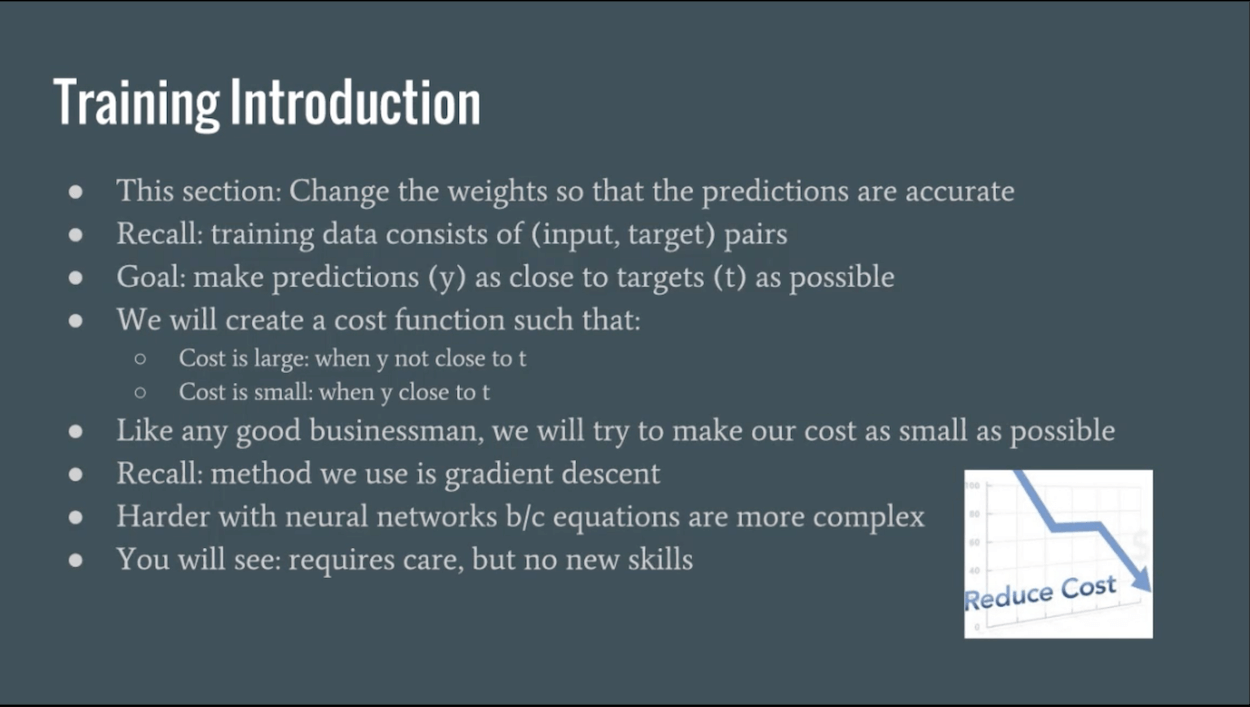 Training Introduction
● This section: Change the weights so that the predictions are accurate
● Recall: training data consists of (input, target) pairs
● Goal: make predictions (y) as close to targets (t) as possible
● We will create a cost function such that:
○ Cost is large: when y not close to t
○ Cost is small: when y close to t
● Like any good businessman, we will try to make our cost as small as possible
● Recall: method we use is gradient descent
● Harder with neural networks b/c equations are more complex
● You will see: requires care, but no new skills
100
80
60
40
Reduce Cost
0